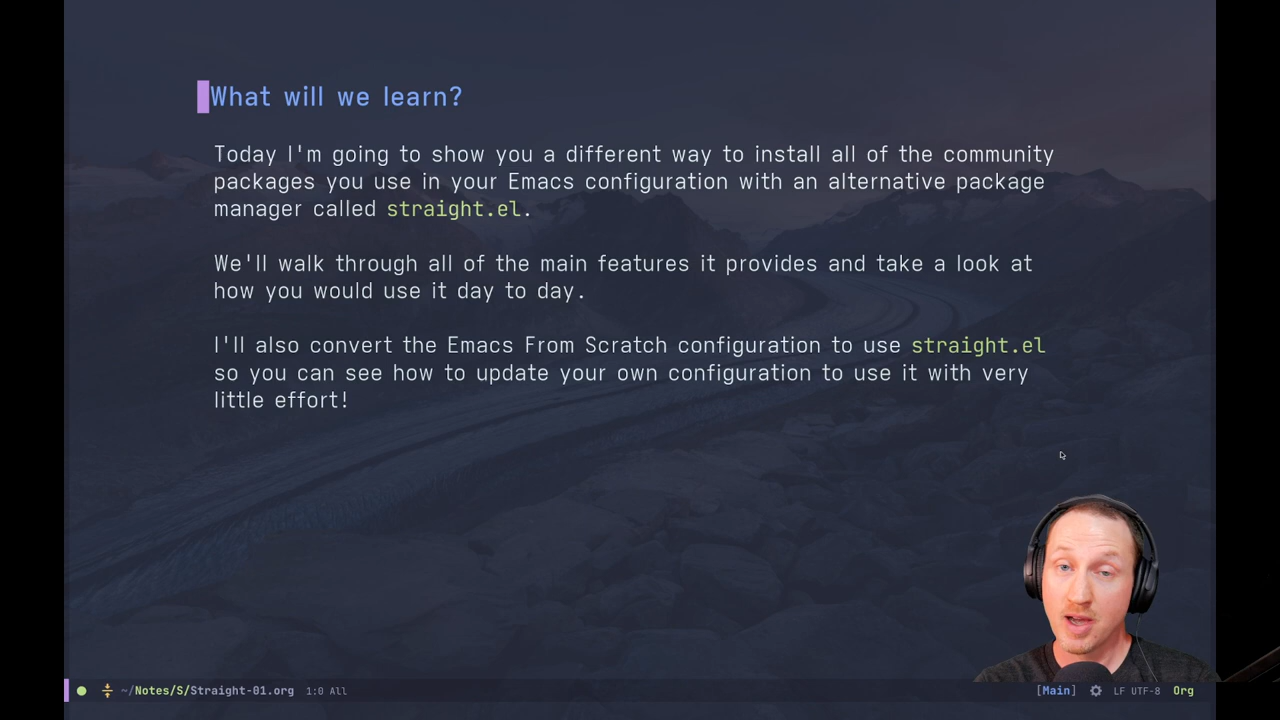 What will we learn?
Today I'm going to show you a different way to install all of the community
packages you use in your Emacs configuration with an alternative package
manager called straight.el.
We'll walk through all of the main features it provides and take a look at
how you would use it day to day.
I'll also convert the Emacs From Scratch configuration to use straight.el
so you can see how to update your own configuration to use it with very
little effort!
~/Notes/S/Straight-01.org 1:0 All [Main] LF UTF-8 Org